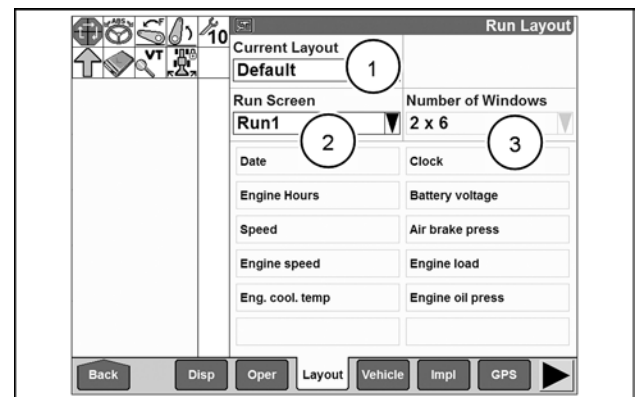 ABS
F
10
Run Layout
VT
Current Layout
Default
1
Run Screen
Number of Windows
Run1
2 x 6
2
3
Date
Clock
Engine Hours
Battery voltage
Speed
Air brake press
Engine speed
Engine load
Eng. cool. temp
Engine oil press
Back
Disp
Oper
Layout
Vehicle
Impl
GPS